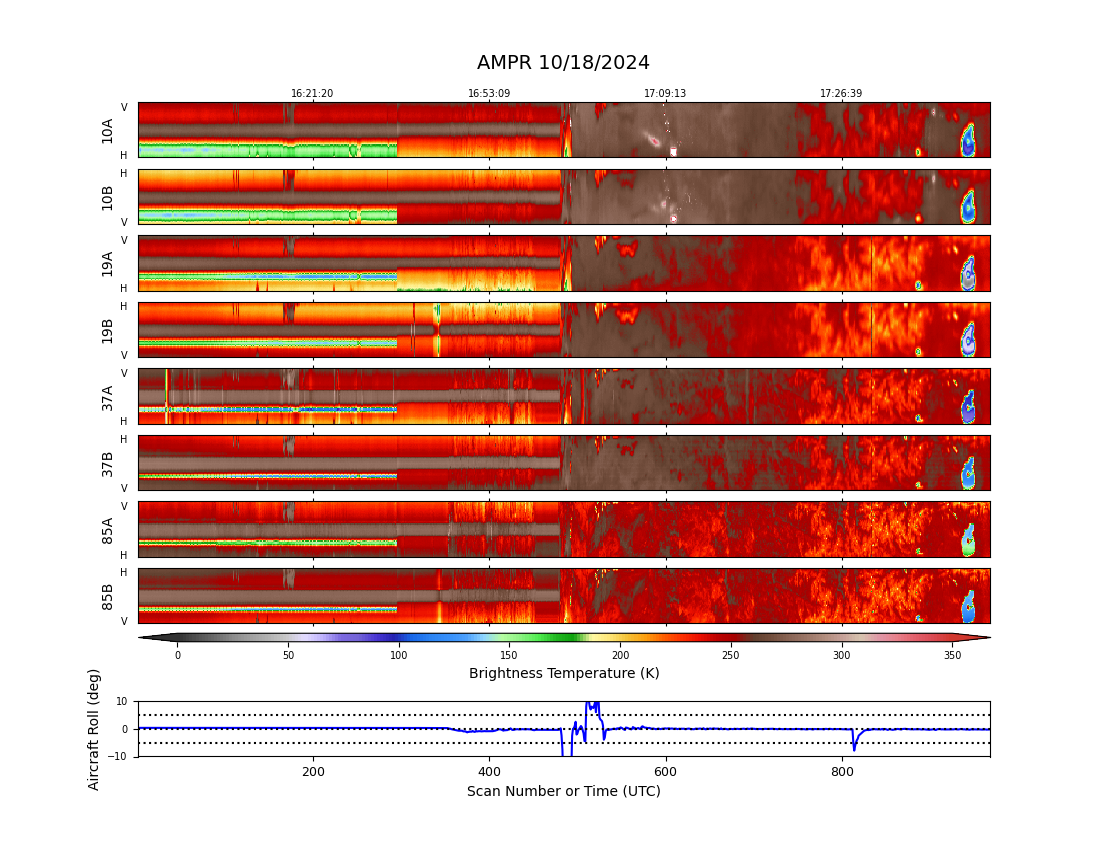 AMPR 10/18/2024
16:21:20 16:53:09 17:09:13 17:26:39
V
10A
H
H
10B
V
V
19A
H
H
19B
V
V
37A
H
H
37B
V
V
85A
H
H
85B
V
0 50 100 150 200 250 300 350
Brightness Temperature (K)
Aircraft Roll (deg)
10
0
−10
200 400 600 800
Scan Number or Time (UTC)